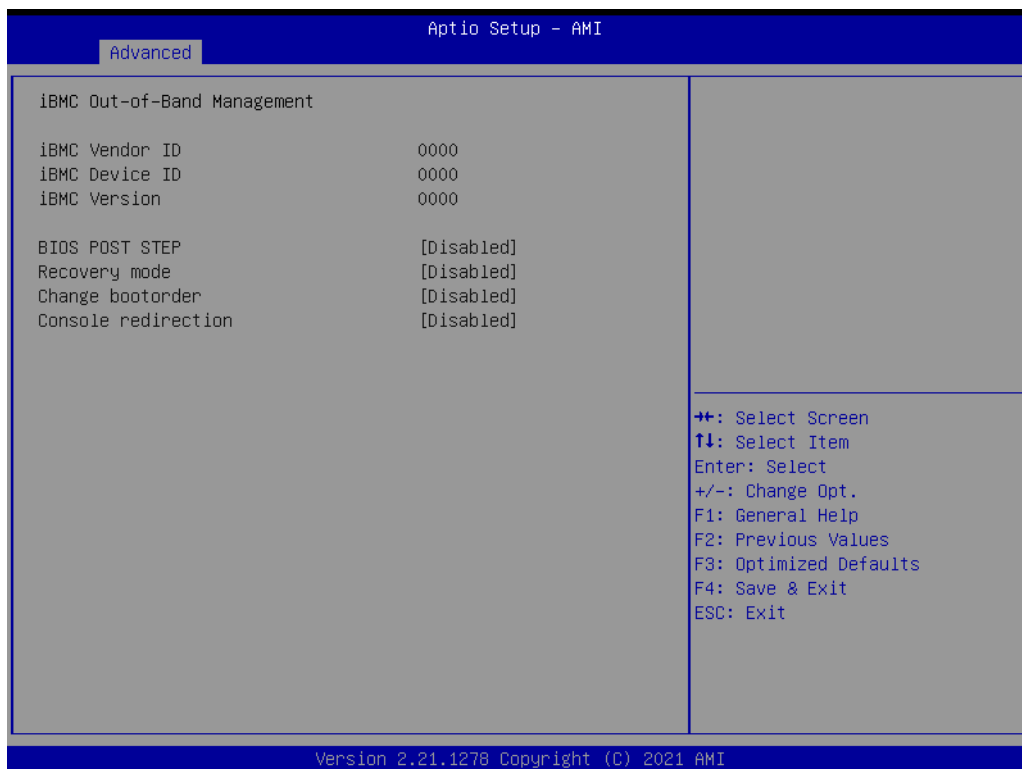 Aptio Setup - AMI
Advanced
iBMC Out-of-Band Management
iBMC Vendor ID 0000
iBMC Device ID 0000
iBMC Version 0000
BIOS POST STEP [Disabled]
Recovery mode [Disabled]
Change bootorder [Disabled]
Console redirection [Disabled]
→←: Select Screen
↑↓: Select Item
Enter: Select
+/-: Change Opt.
F1: General Help
F2: Previous Values
F3: Optimized Defaults
F4: Save & Exit
ESC: Exit
Version 2.21.1278 Copyright (C) 2021 AMI